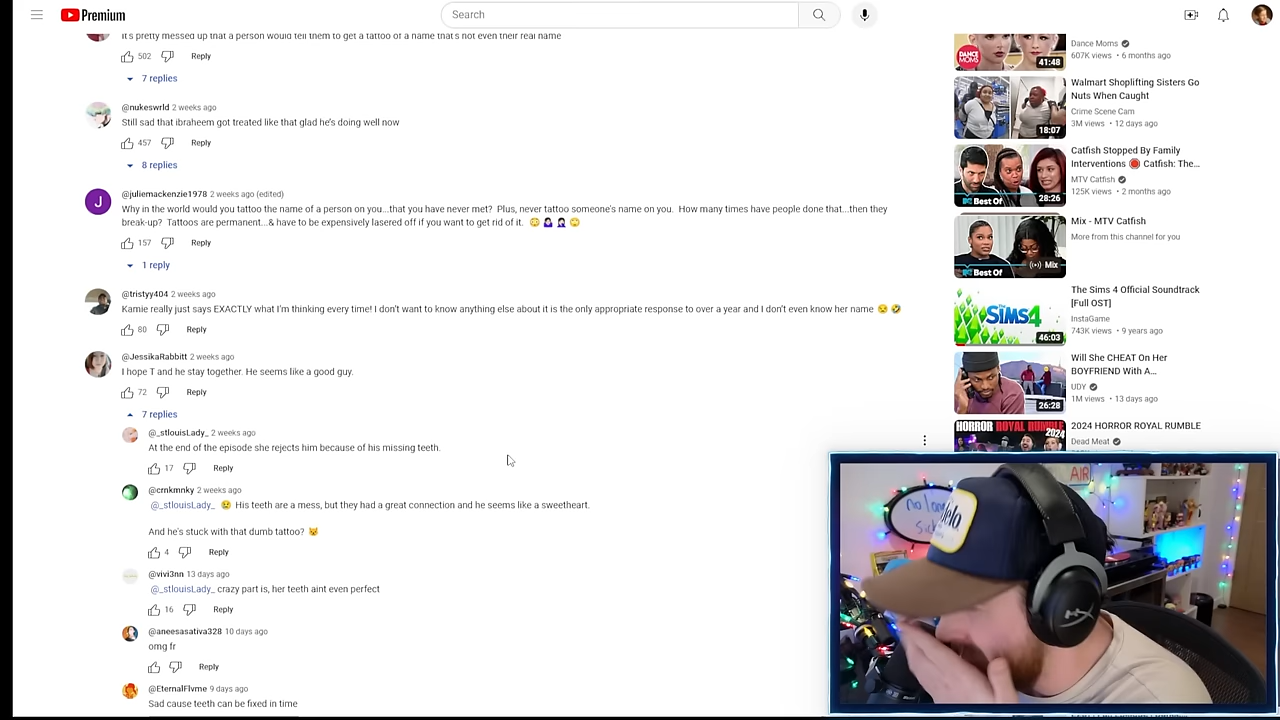 Premium
Search
It's pretty messed up that a person would tell them to get a tattoo of a name that's not even their real name
502 Reply
7 replies
@nukeswrld 2 weeks ago
Still sad that ibraheem got treated like that glad he's doing well now
457 Reply
8 replies
J
@juliemackenzie1978 2 weeks ago (edited)
Why in the world would you tattoo the name of a person on you...that you have never met? Plus, never tattoo someone's name on you. How many times have people done that...then they
break-up? Tattoos are permanent...& have to be expensively lasered off if you want to get rid of it. 😳🤷🏻‍♀️🤦🏻‍♀️🙄
157 Reply
1 reply
@tristyy404 2 weeks ago
Kamie really just says EXACTLY what I'm thinking every time! I don't want to know anything else about it is the only appropriate response to over a year and I don't even know her name 😒 🤣
80 Reply
@JessikaRabbitt 2 weeks ago
I hope T and he stay together. He seems like a good guy.
72 Reply
7 replies
@_stlouisLady_ 2 weeks ago
At the end of the episode she rejects him because of his missing teeth.
17 Reply
@crnkmnky 2 weeks ago
@_stlouisLady_ 😢 His teeth are a mess, but they had a great connection and he seems like a sweetheart.
And he's stuck with that dumb tattoo? 😿
4 Reply
@vivi3nn 13 days ago
@_stlouisLady_ crazy part is, her teeth aint even perfect
16 Reply
@aneesasativa328 10 days ago
omg fr
Reply
@EternalFlvme 9 days ago
Sad cause teeth can be fixed in time
DANCE
MOMS
41:48
Dance Moms
607K views • 6 months ago
18:07
Walmart Shoplifting Sisters Go
Nuts When Caught
Crime Scene Cam
3M views • 12 days ago
Best Of
28:26
Catfish Stopped By Family
Interventions 🔴 Catfish: The...
MTV Catfish
125K views • 2 months ago
Best Of
Mix
Mix - MTV Catfish
More from this channel for you
THE SIMS 4
46:03
The Sims 4 Official Soundtrack
[Full OST]
InstaGame
743K views • 9 years ago
26:28
Will She CHEAT On Her
BOYFRIEND With A...
UDY
1M views • 13 days ago
HORROR ROYAL RUMBLE
2024
2024 HORROR ROYAL RUMBLE
Dead Meat
AIR